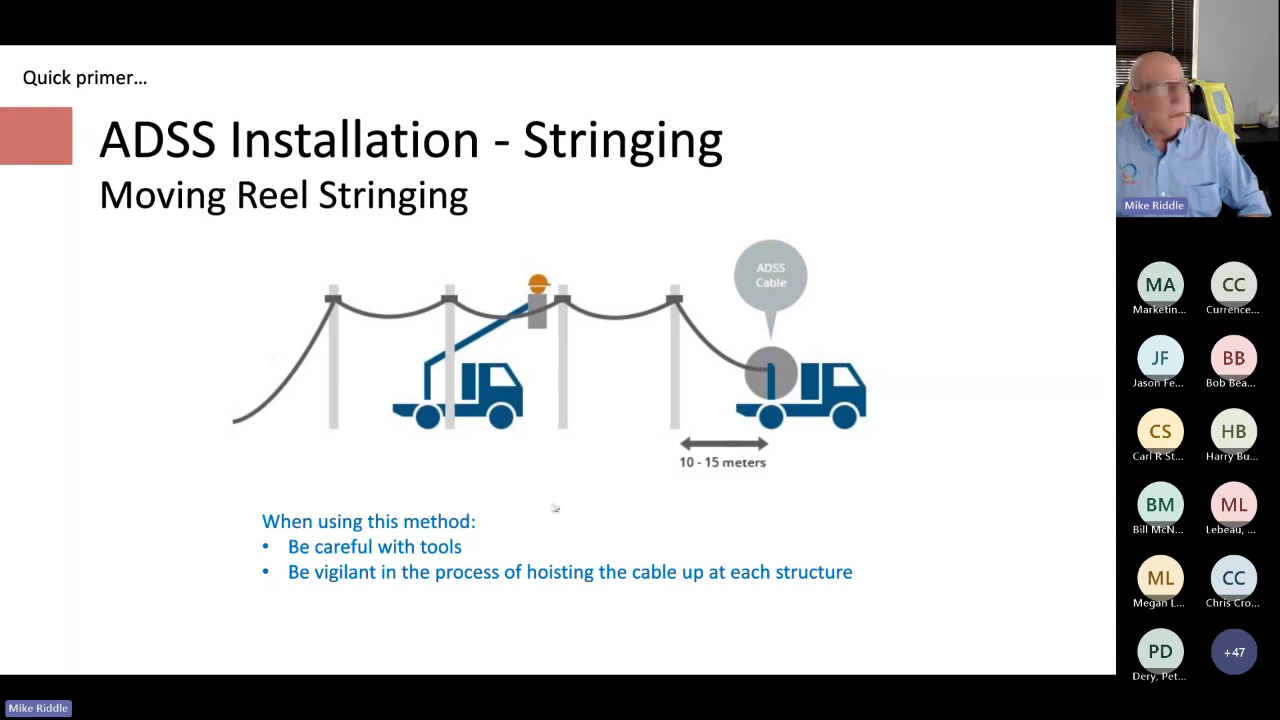 Quick primer...
ADSS Installation - Stringing
Moving Reel Stringing
ADSS
Cable
10 - 15 meters
When using this method:
• Be careful with tools
• Be vigilant in the process of hoisting the cable up at each structure
Mike Riddle
MA
CC
Marketin...
Currence...
JF
BB
Jason Fe...
Bob Bea...
CS
HB
Carl R St...
Harry Bu...
BM
ML
Bill McN...
Lebeau, ...
ML
CC
Megan L...
Chris Cro...
PD
+47
Dery, Pet...
Mike Riddle